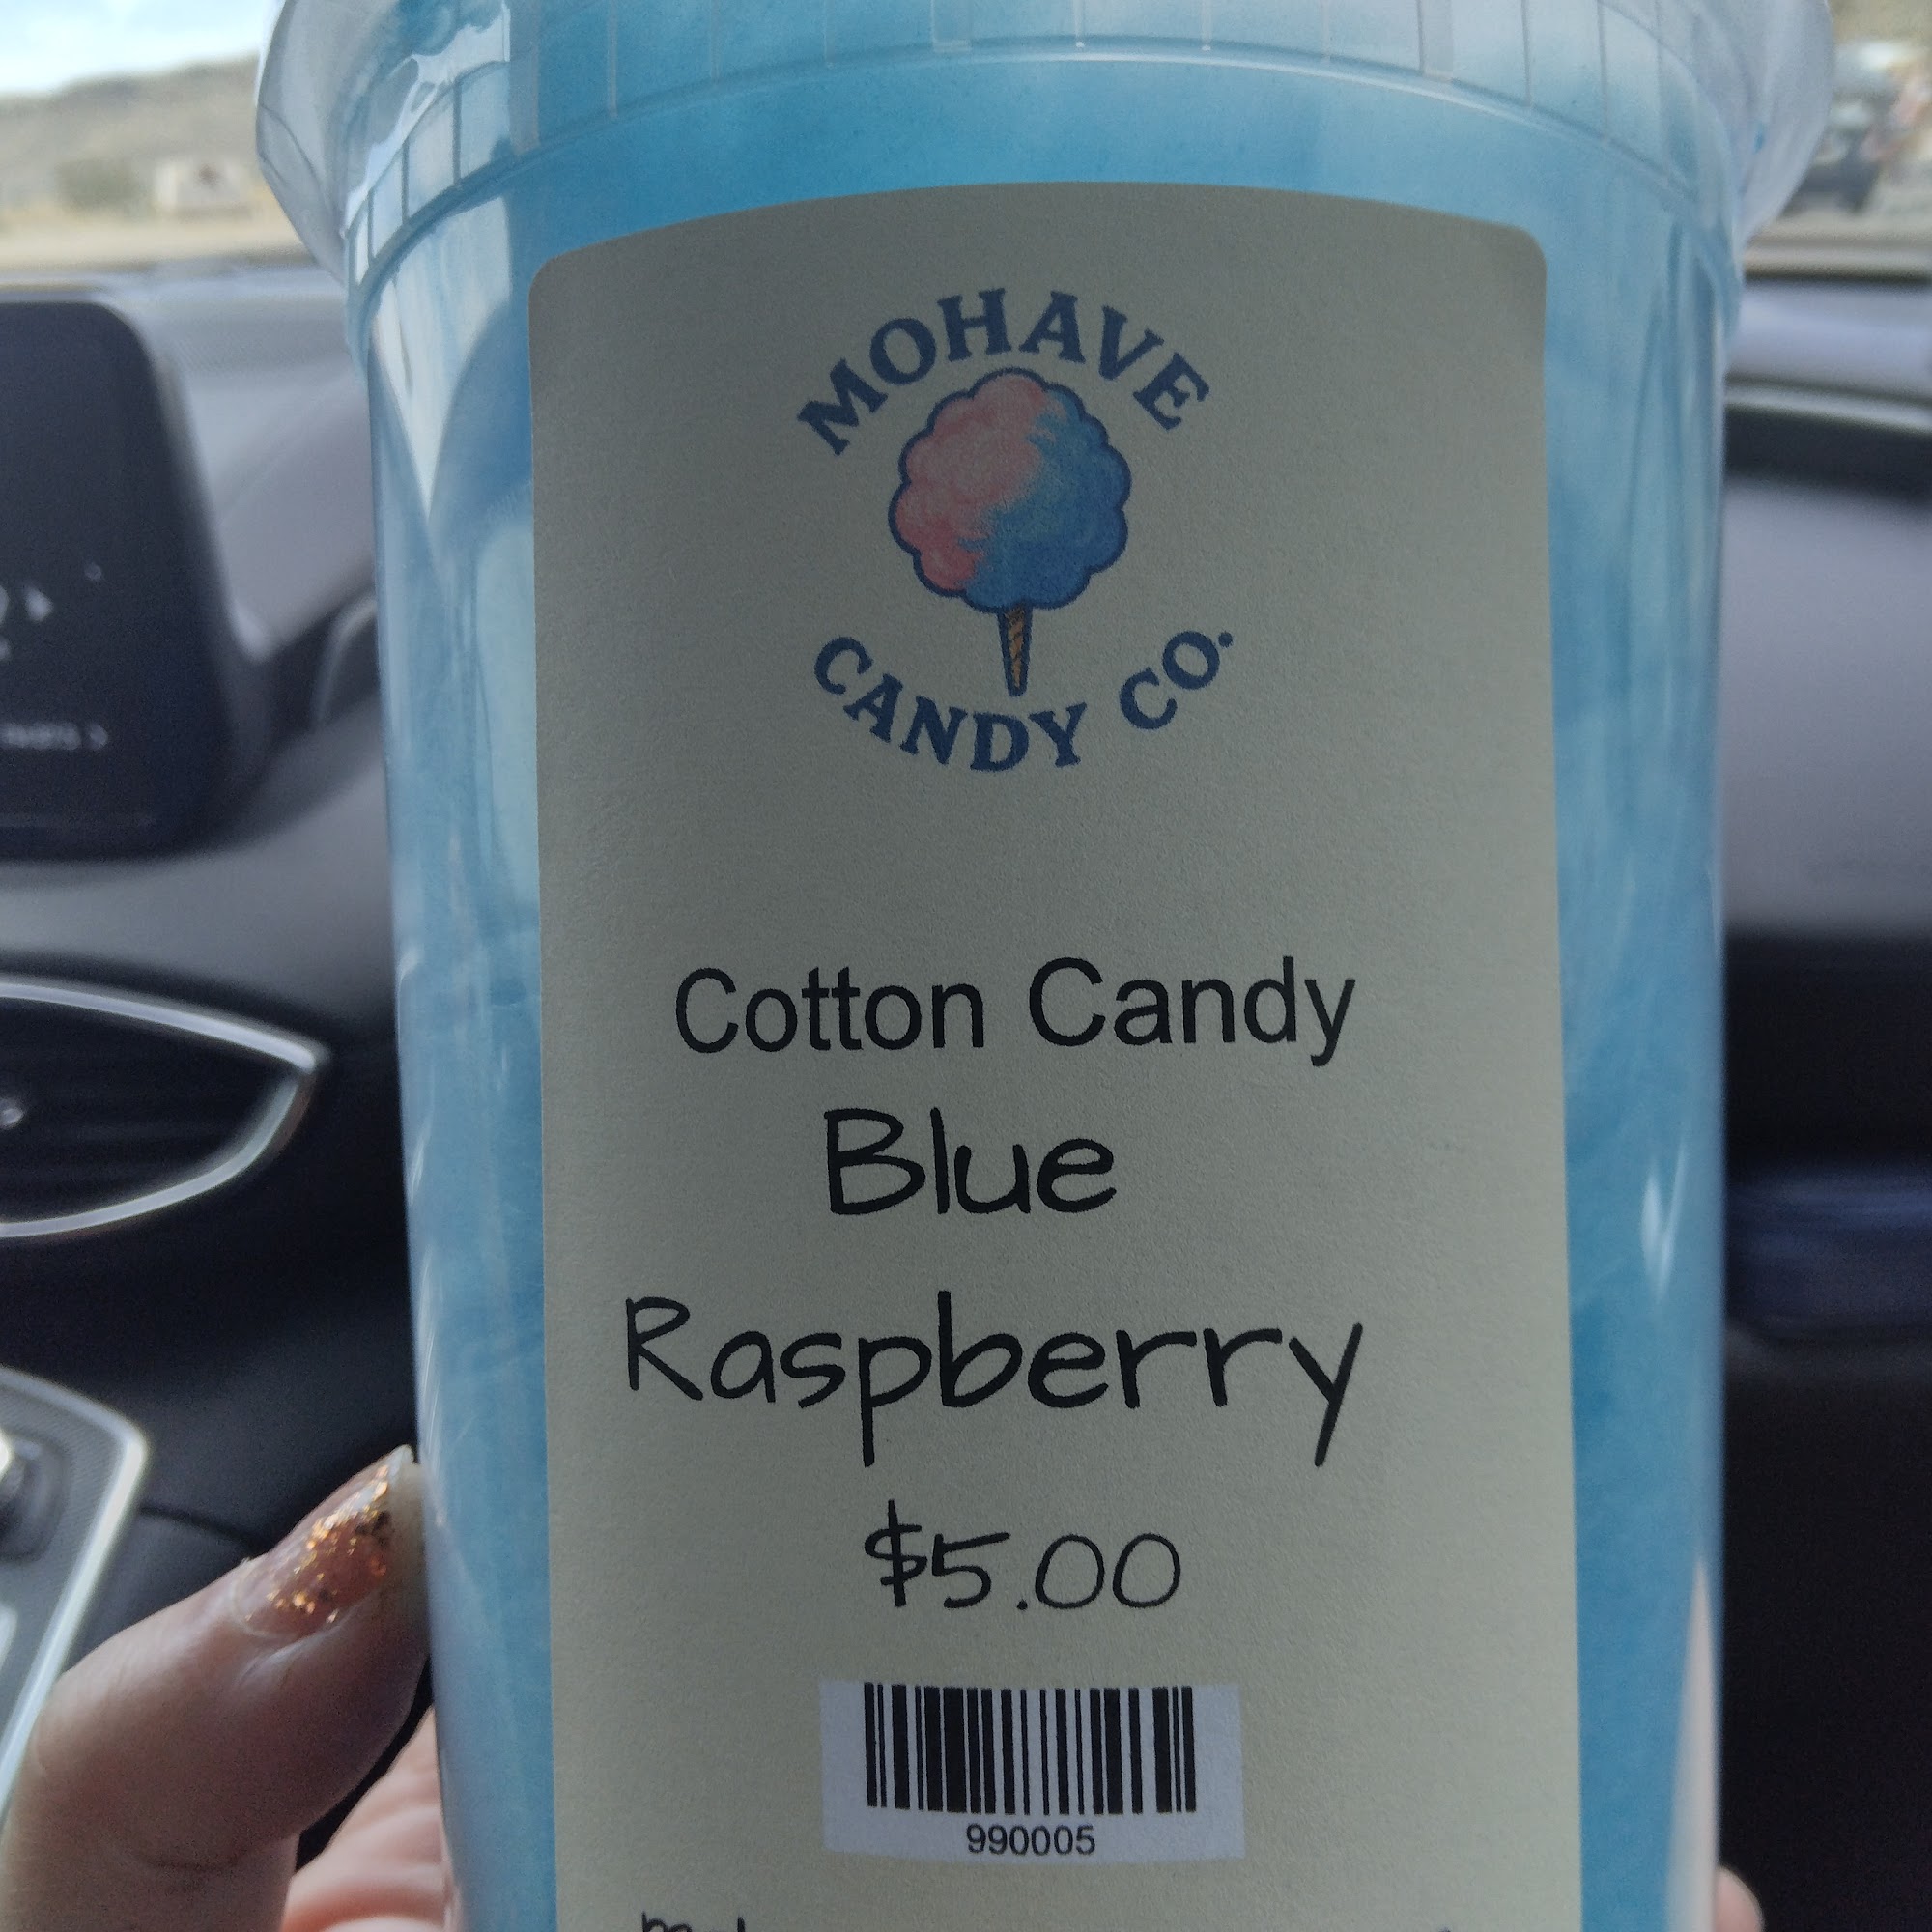 MOHAVE
CANDY CO.
Cotton Candy
Blue
Raspberry
$5.00
990005